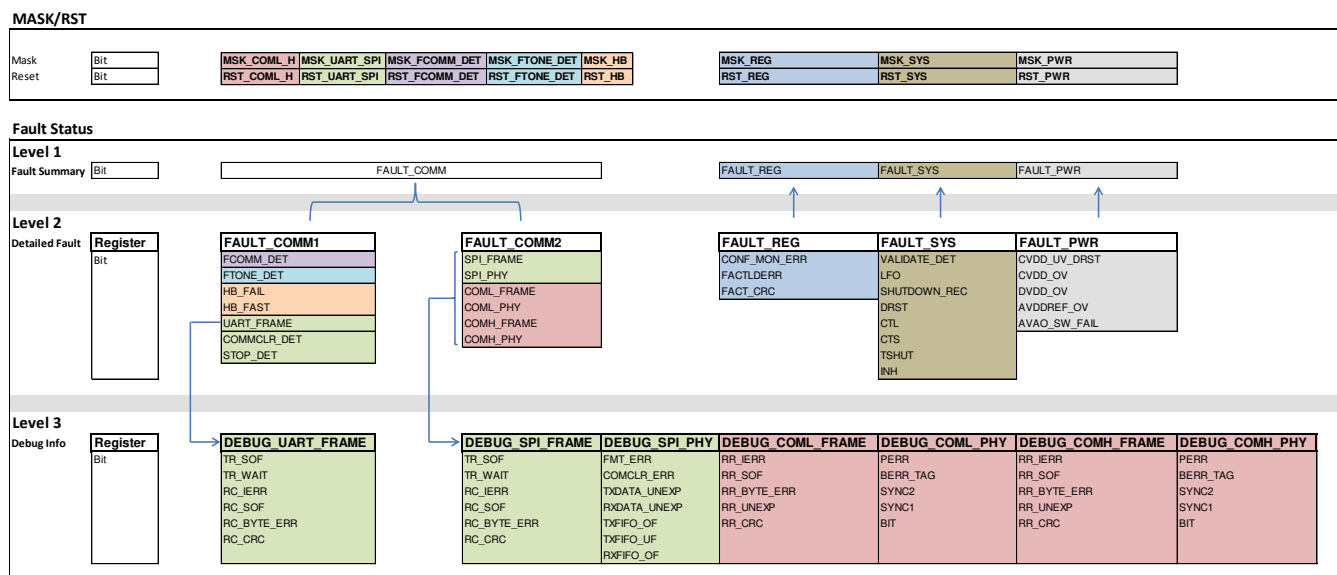 MASK/RST
Mask Bit MSK_COML_H MSK_UART_SPI MSK_FCOMM_DET MSK_FTONE_DET MSK_HB MSK_REG MSK_SYS MSK_PWR
Reset Bit RST_COML_H RST_UART_SPI RST_FCOMM_DET RST_FTONE_DET RST_HB RST_REG RST_SYS RST_PWR
Fault Status
Level 1
Fault Summary Bit FAULT_COMM FAULT_REG FAULT_SYS FAULT_PWR
Level 2
Detailed Fault Register FAULT_COMM1 FAULT_COMM2 FAULT_REG FAULT_SYS FAULT_PWR
Bit FCOMM_DET SPI_FRAME CONF_MON_ERR VALIDATE_DET CVDD_UV_DRST
FTONE_DET SPI_PHY FACTLDERR LFO CVDD_OV
HB_FAIL COML_FRAME FACT_CRC SHUTDOWN_REC DVDD_OV
HB_FAST COML_PHY DRST AVDDREF_OV
UART_FRAME COMH_FRAME CTL AVAO_SW_FAIL
COMMCLR_DET COMH_PHY CTS
STOP_DET TSHUT
INH
Level 3
Debug Info Register DEBUG_UART_FRAME DEBUG_SPI_FRAME DEBUG_SPI_PHY DEBUG_COML_FRAME DEBUG_COML_PHY DEBUG_COMH_FRAME DEBUG_COMH_PHY
Bit TR_SOF TR_SOF FMT_ERR RR_IERR PERR RR_IERR PERR
TR_WAIT TR_WAIT COMCLR_ERR RR_SOF BERR_TAG RR_SOF BERR_TAG
RC_IERR RC_IERR TXDATA_UNEXP RR_BYTE_ERR SYNC2 RR_BYTE_ERR SYNC2
RC_SOF RC_SOF RXDATA_UNEXP RR_UNEXP SYNC1 RR_UNEXP SYNC1
RC_BYTE_ERR RC_BYTE_ERR TXFIFO_OF RR_CRC BIT RR_CRC BIT
RC_CRC RC_CRC TXFIFO_UF
RXFIFO_OF